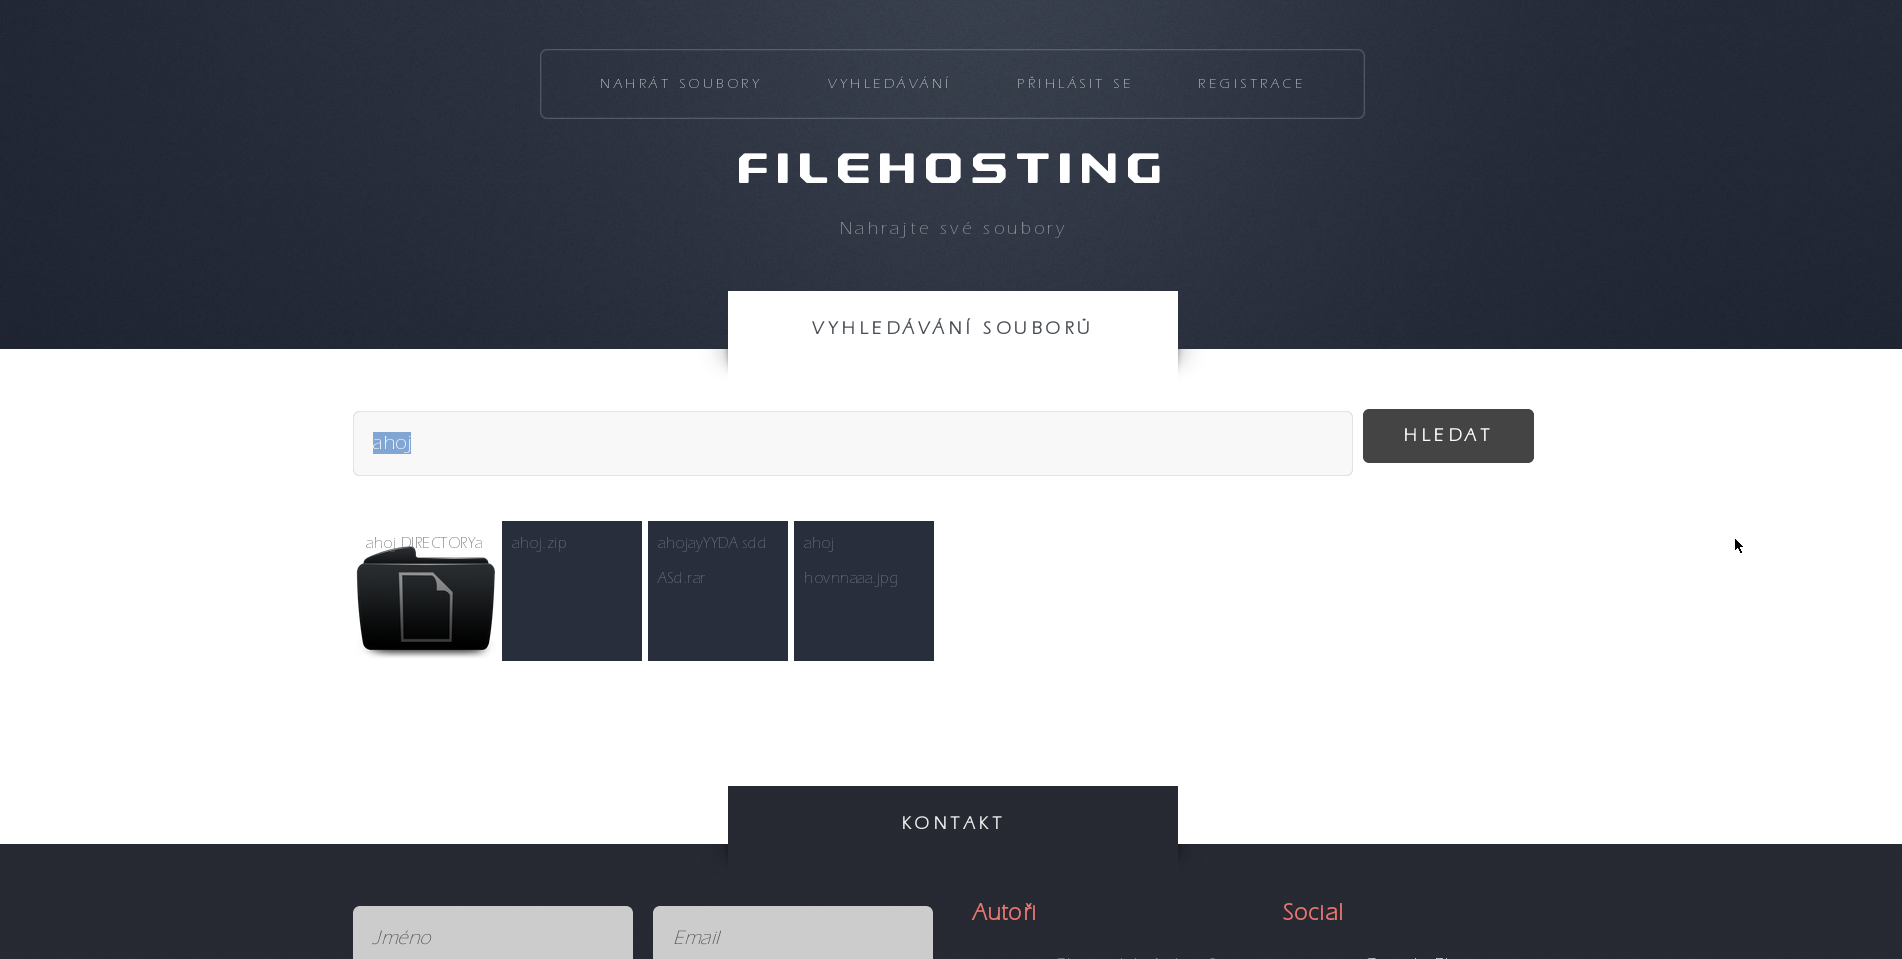 NAHRÁT SOUBORY VYHLEDÁVÁNÍ PŘIHLÁSIT SE REGISTRACE
FILEHOSTING
Nahrajte své soubory
VYHLEDÁVÁNÍ SOUBORŮ
ahoj
HLEDAT
ahoj DIRECTORYa
ahoj.zip
ahojayYYDA sdd
ASd.rar
ahoj
hovnnaaa.jpg
KONTAKT
Jméno
Email
Autoři
Social